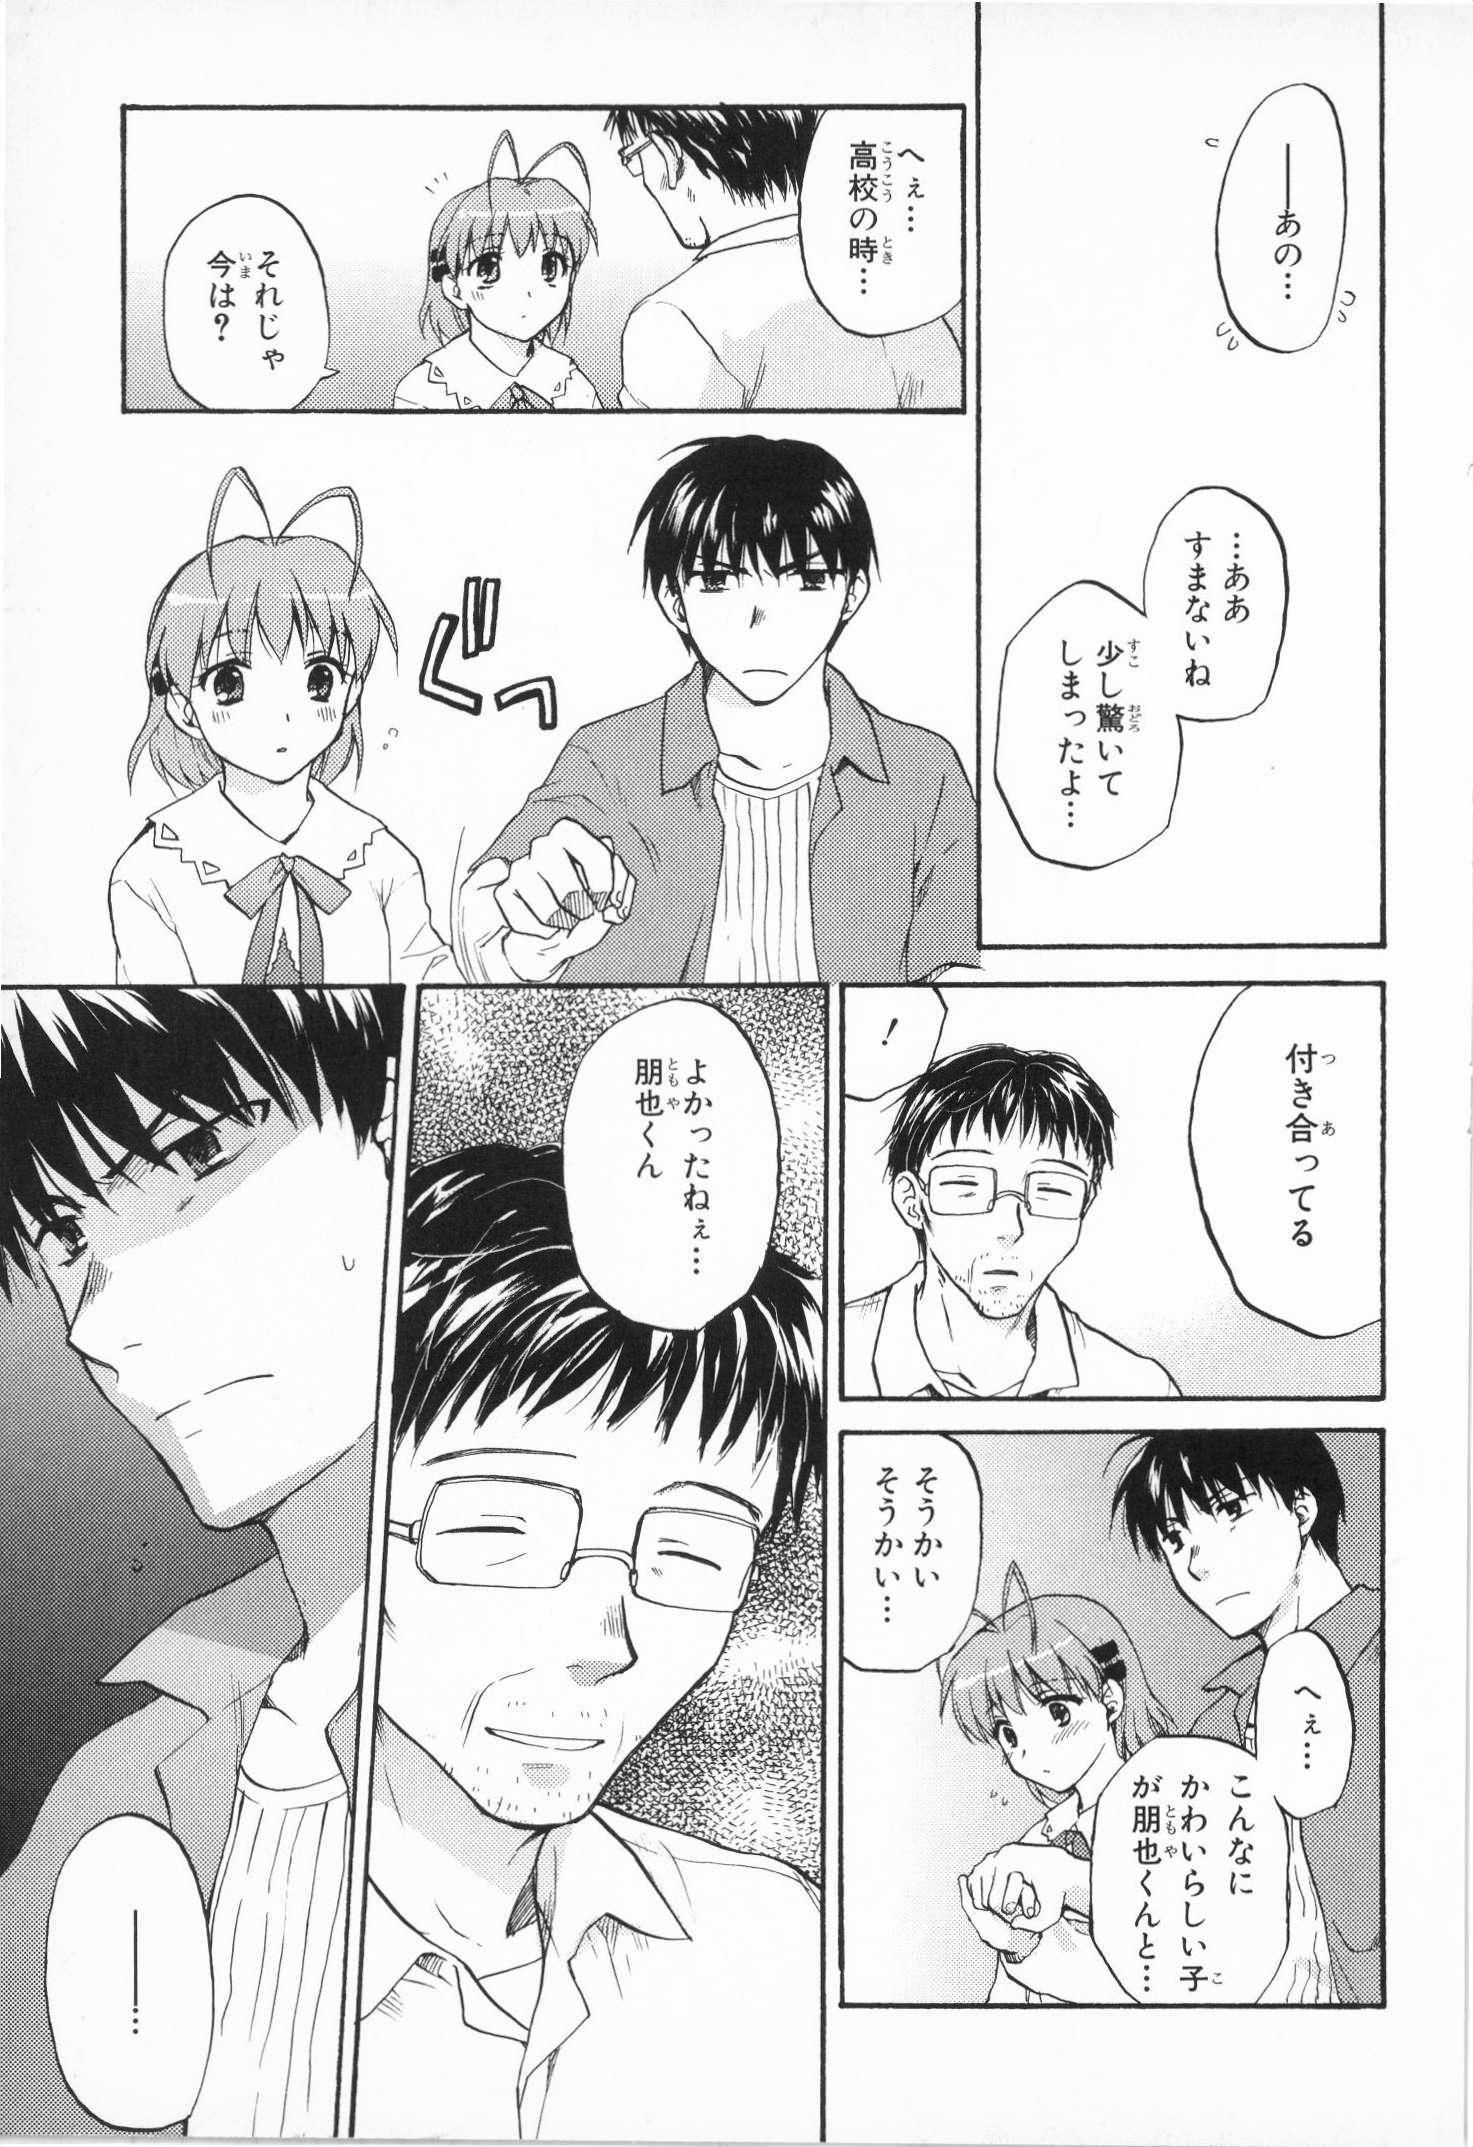 ――あの…
…ああ
すまないね
少し驚いて
しまったよ…
へぇ…
高校の時…
それじゃ
今は？
ぐっ
付き合ってる
！
へぇ…
こんなに
かわいらしい子
が朋也くんと…
そうかい
そうかい…
よかったねぇ…
朋也くん
――…